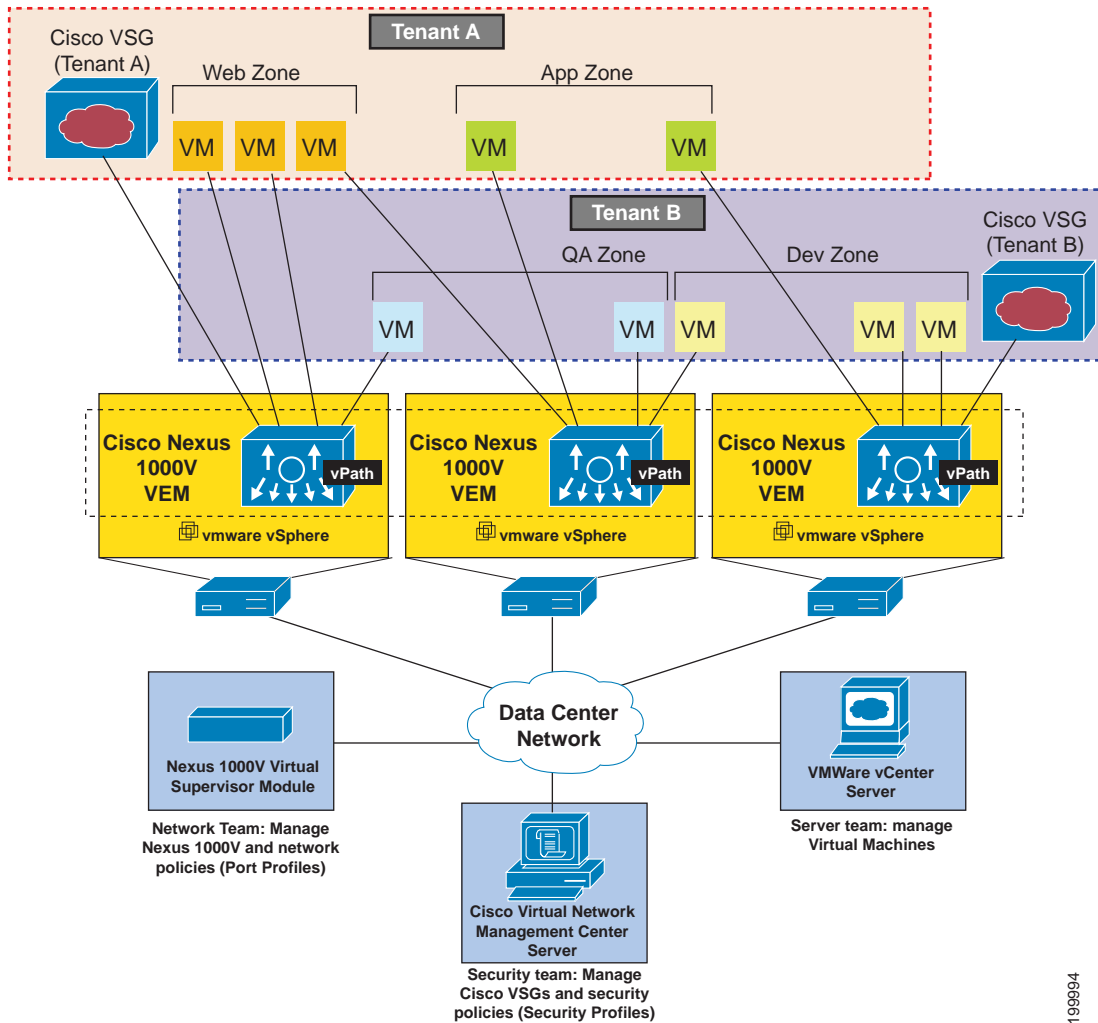 Tenant A
Cisco VSG
(Tenant A)
Web Zone
App Zone
VM
VM
VM
VM
VM
Tenant B
Cisco VSG
(Tenant B)
QA Zone
Dev Zone
VM
VM
VM
VM
VM
Cisco Nexus
1000V
VEM
vPath
vmware vSphere
Cisco Nexus
1000V
VEM
vPath
vmware vSphere
Cisco Nexus
1000V
VEM
vPath
vmware vSphere
Data Center
Network
Nexus 1000V Virtual
Supervisor Module
Network Team: Manage
Nexus 1000V and network
policies (Port Profiles)
VMWare vCenter
Server
Server team: manage
Virtual Machines
Cisco Virtual Network
Management Center
Server
Security team: Manage
Cisco VSGs and security
policies (Security Profiles)
199994